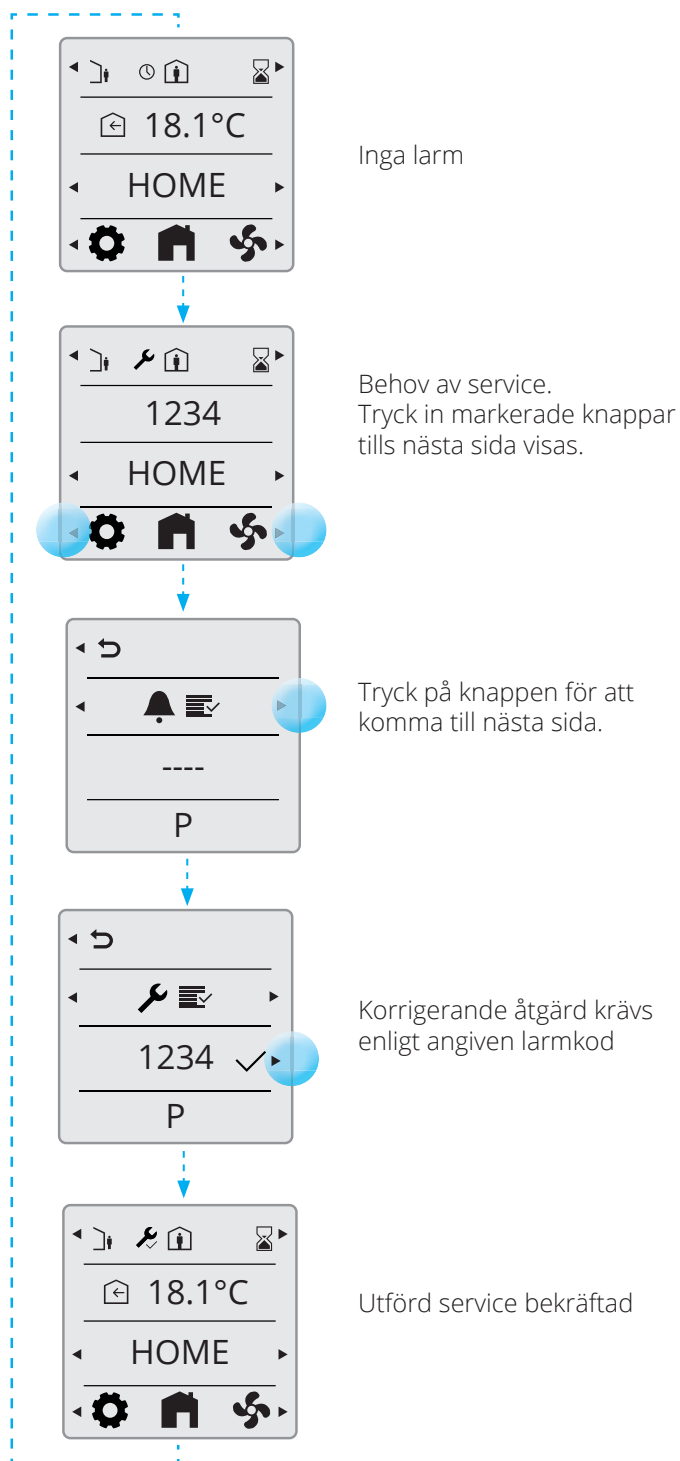 18.1°C
HOME
Inga larm
1234
HOME
Behov av service.
Tryck in markerade knappar
tills nästa sida visas.
----
P
Tryck på knappen för att
komma till nästa sida.
1234
P
Korrigerande åtgärd krävs
enligt angiven larmkod
18.1°C
HOME
Utförd service bekräftad